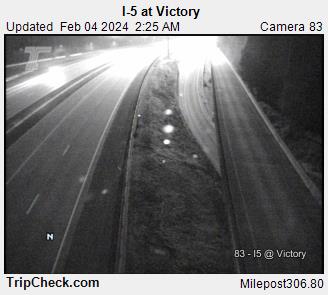 I-5 at Victory
Updated  Feb 04 2024  2:25 AM Camera 83
N
83 - I5 @ Victory
TripCheck.com Milepost306.80